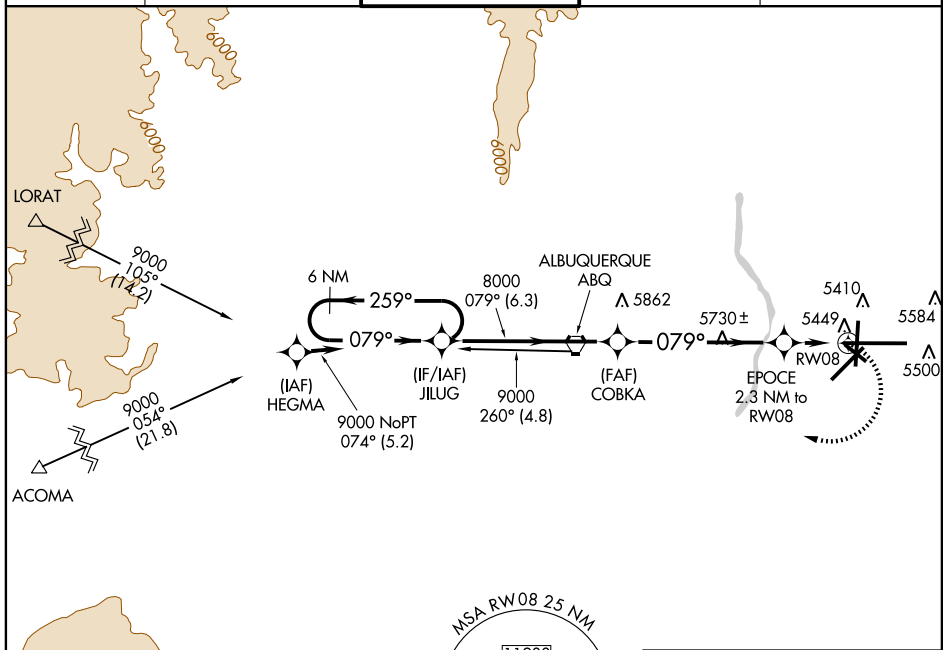 6000
6000
6000
LORAT
9000
105°
(14.2)
6 NM
259°
079°
8000
079° (6.3)
ALBUQUERQUE
ABQ
5862
5730 ±
079°
5410
5449
5584
5500
RW08
(IAF)
HEGMA
(IF/IAF)
JILUG
(FAF)
COBKA
EPOCE
2.3 NM to
RW08
9000 NoPT
074° (5.2)
9000
260° (4.8)
9000
054°
(21.8)
ACOMA
MSA RW08 25 NM